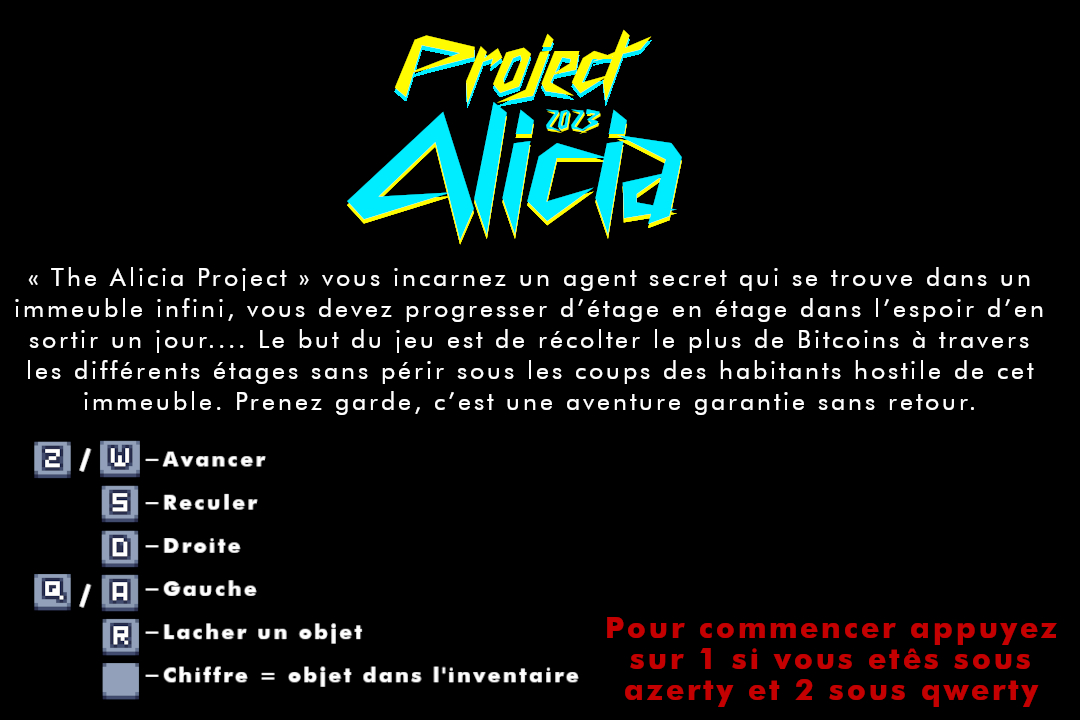 Project
2023
Alicia
« The Alicia Project » vous incarnez un agent secret qui se trouve dans un
immeuble infini, vous devez progresser d’étage en étage dans l’espoir d’en
sortir un jour.... Le but du jeu est de récolter le plus de Bitcoins à travers
les différents étages sans périr sous les coups des habitants hostile de cet
immeuble. Prenez garde, c’est une aventure garantie sans retour.
Z / W –Avancer
S –Reculer
D –Droite
Q / A –Gauche
R –Lacher un objet
–Chiffre = objet dans l'inventaire
Pour commencer appuyez
sur 1 si vous etês sous
azerty et 2 sous qwerty